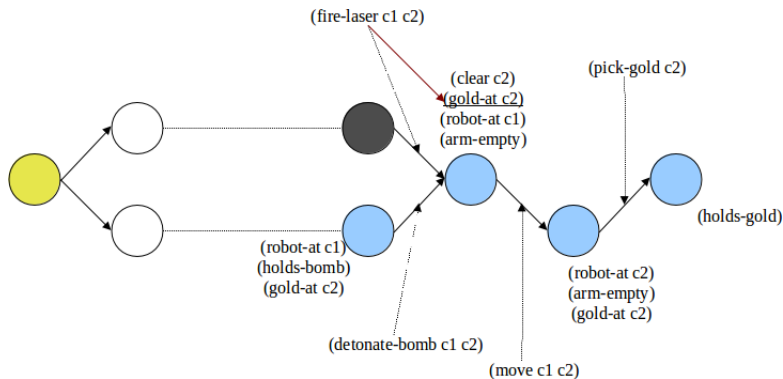 (fire-laser c1 c2)
(clear c2)
(gold-at c2)
(robot-at c1)
(arm-empty)
(pick-gold c2)
(robot-at c1)
(holds-bomb)
(gold-at c2)
(holds-gold)
(robot-at c2)
(arm-empty)
(gold-at c2)
(detonate-bomb c1 c2)
(move c1 c2)